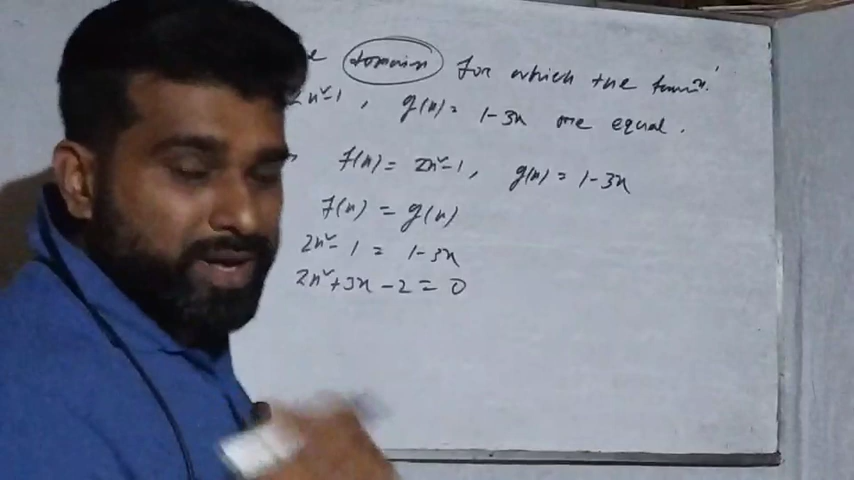 domain for which the func^n.
2x²-1 , g(x) = 1-3x are equal.
f(x) = 2x²-1, g(x) = 1-3x
f(x) = g(x)
2x²-1 = 1-3x
2x²+3x-2=0